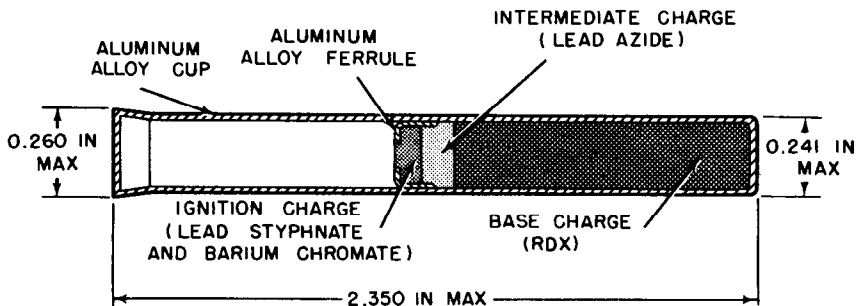 ALUMINUM
ALLOY CUP
ALUMINUM
ALLOY FERRULE
INTERMEDIATE CHARGE
(LEAD AZIDE)
0.260 IN
MAX
0.241 IN
MAX
IGNITION CHARGE
(LEAD STYPHNATE
AND BARIUM CHROMATE)
BASE CHARGE
(RDX)
2.350 IN MAX